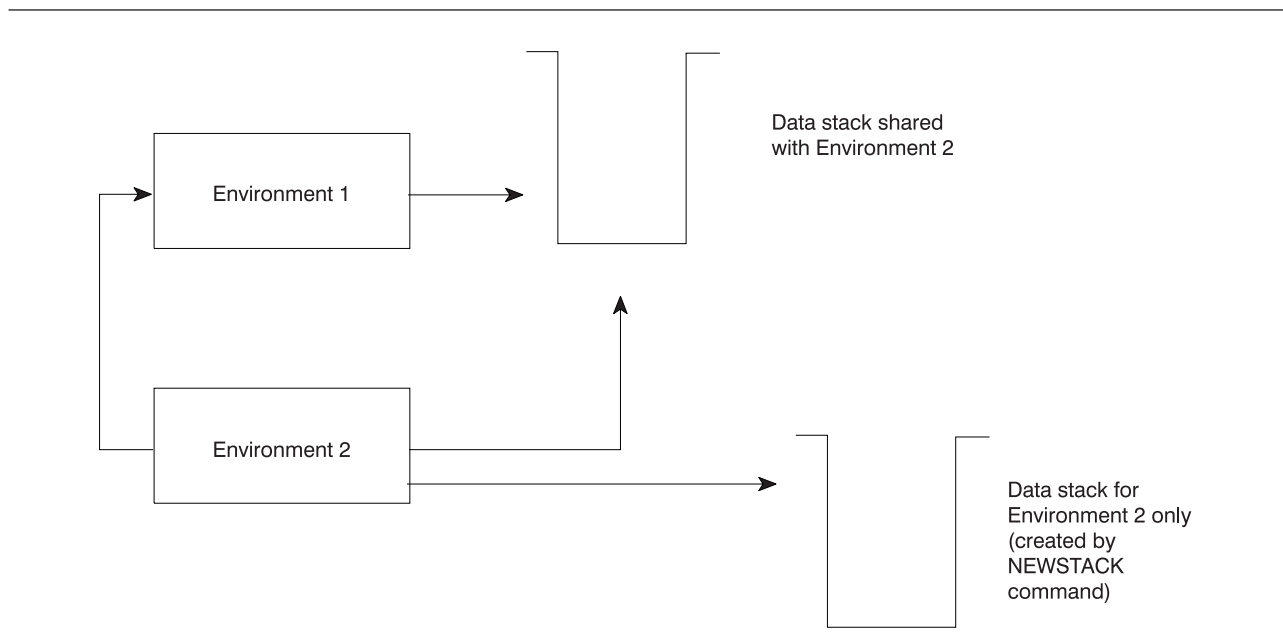 Data stack shared
with Environment 2
Environment 1
Environment 2
Data stack for
Environment 2 only
(created by
NEWSTACK
command)